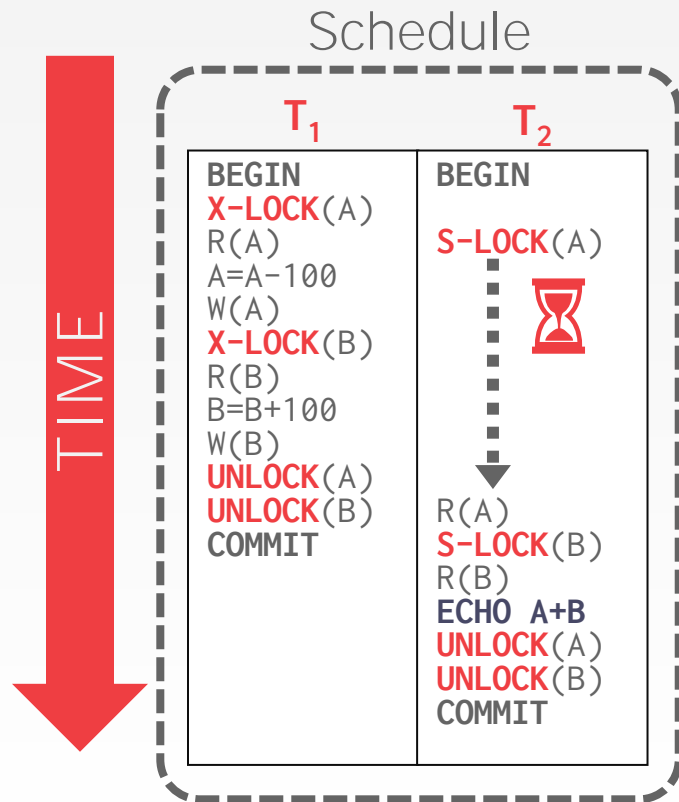 Schedule
TIME
T1
BEGIN
X-LOCK(A)
R(A)
A=A-100
W(A)
X-LOCK(B)
R(B)
B=B+100
W(B)
UNLOCK(A)
UNLOCK(B)
COMMIT
T2
BEGIN
S-LOCK(A)
R(A)
S-LOCK(B)
R(B)
ECHO A+B
UNLOCK(A)
UNLOCK(B)
COMMIT